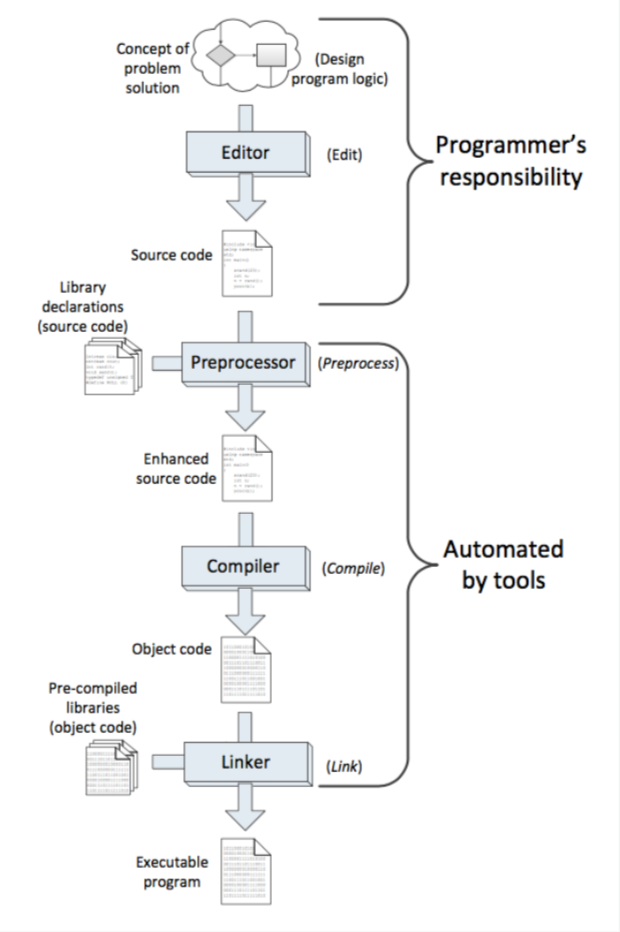 Concept of
problem
solution
(Design
program logic)
Editor
(Edit)
Programmer's
responsibility
Source code
Library
declarations
(source code)
Preprocessor
(Preprocess)
Enhanced
source code
Compiler
(Compile)
Automated
by tools
Object code
Pre-compiled
libraries
(object code)
Linker
(Link)
Executable
program